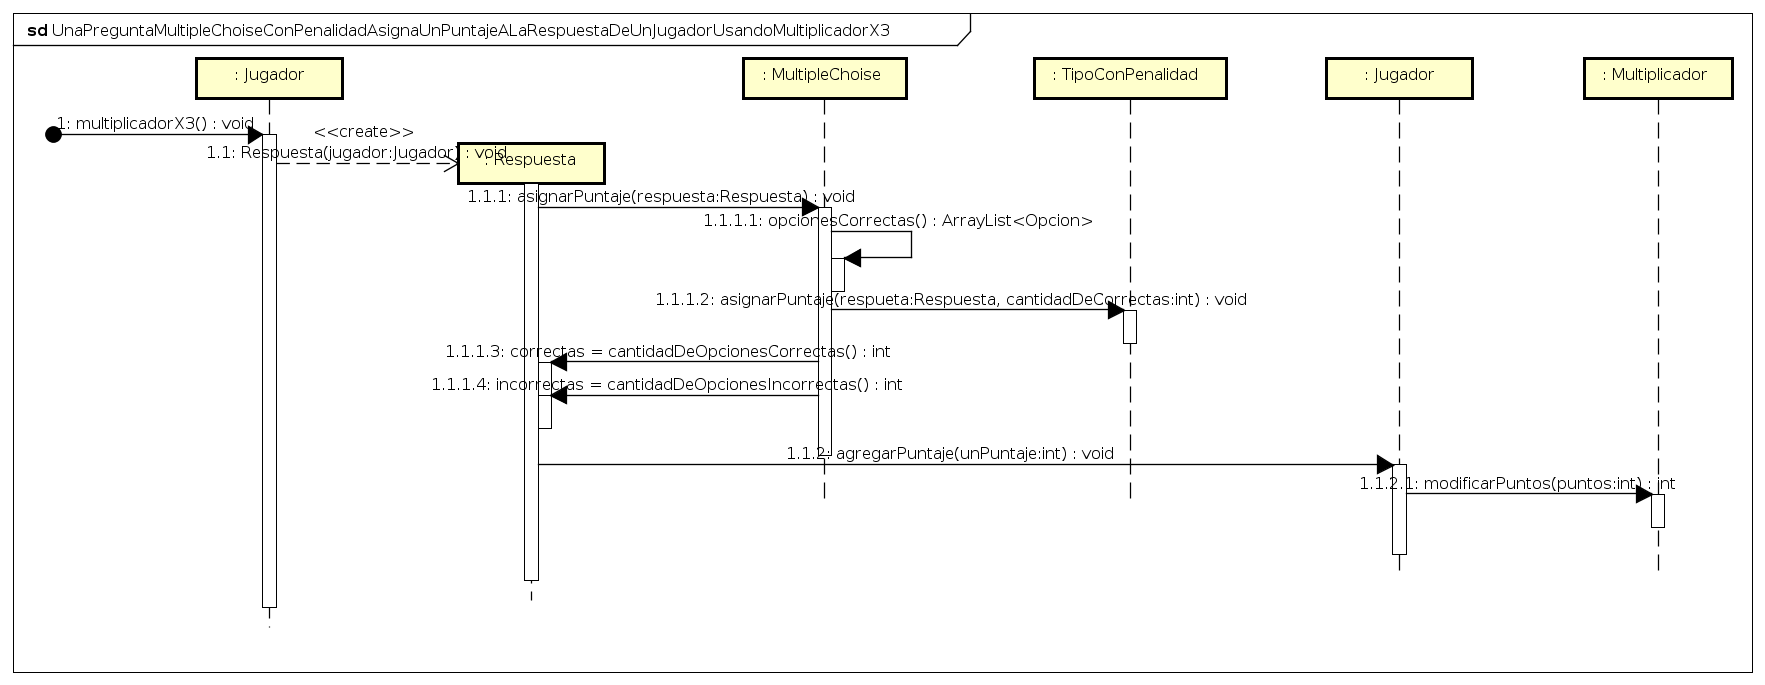 sd UnaPreguntaMultipleChoiseConPenalidadAsignaUnPuntajeALaRespuestaDeUnJugadorUsandoMultiplicadorX3
: Jugador
: MultipleChoise
: TipoConPenalidad
: Jugador
: Multiplicador
1: multiplicadorX3() : void
<<create>>
1.1: Respuesta(jugador:Jugador) : void
: Respuesta
1.1.1: asignarPuntaje(respuesta:Respuesta) : void
1.1.1.1: opcionesCorrectas() : ArrayList<Opcion>
1.1.1.2: asignarPuntaje(respueta:Respuesta, cantidadDeCorrectas:int) : void
1.1.1.3: correctas = cantidadDeOpcionesCorrectas() : int
1.1.1.4: incorrectas = cantidadDeOpcionesIncorrectas() : int
1.1.2: agregarPuntaje(unPuntaje:int) : void
1.1.2.1: modificarPuntos(puntos:int) : int